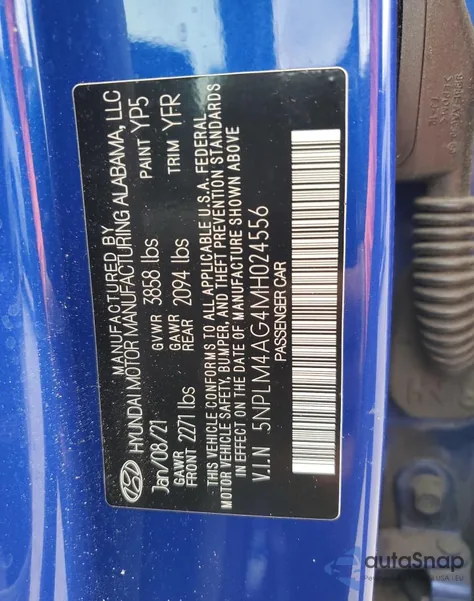 MANUFACTURED BY
HYUNDAI MOTOR MANUFACTURING ALABAMA, LLC
Jan/08/21 GVWR 3858 lbs PAINT YP5
GAWR FRONT 2271 lbs GAWR REAR 2094 lbs TRIM YFR
THIS VEHICLE CONFORMS TO ALL APPLICABLE U.S.A. FEDERAL
MOTOR VEHICLE SAFETY, BUMPER, AND THEFT PREVENTION STANDARDS
IN EFFECT ON THE DATE OF MANUFACTURE SHOWN ABOVE
V.I.N 5NPLM4AG4MH024556
PASSENGER CAR
autoSnap